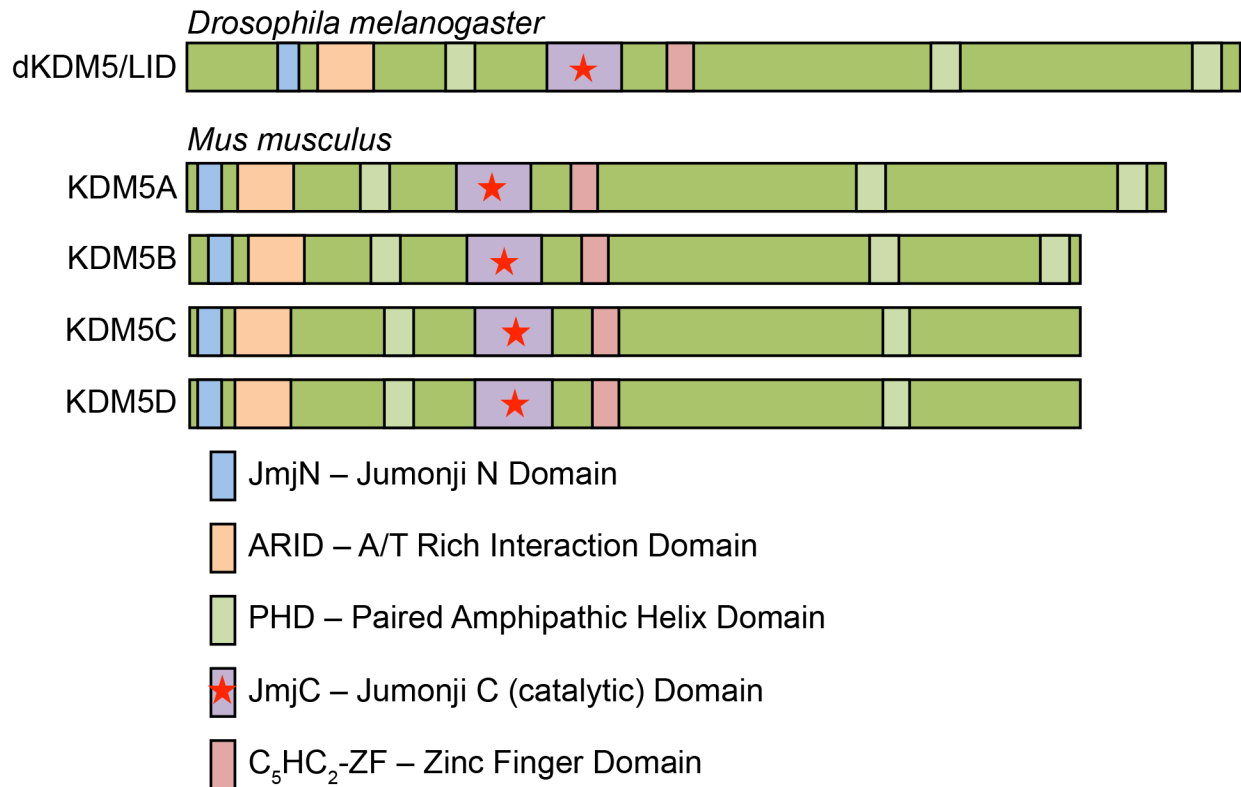 Drosophila melanogaster
dKDM5/LID
Mus musculus
KDM5A
KDM5B
KDM5C
KDM5D
JmjN – Jumonji N Domain
ARID – A/T Rich Interaction Domain
PHD – Paired Amphipathic Helix Domain
JmjC – Jumonji C (catalytic) Domain
C₅HC₂-ZF – Zinc Finger Domain